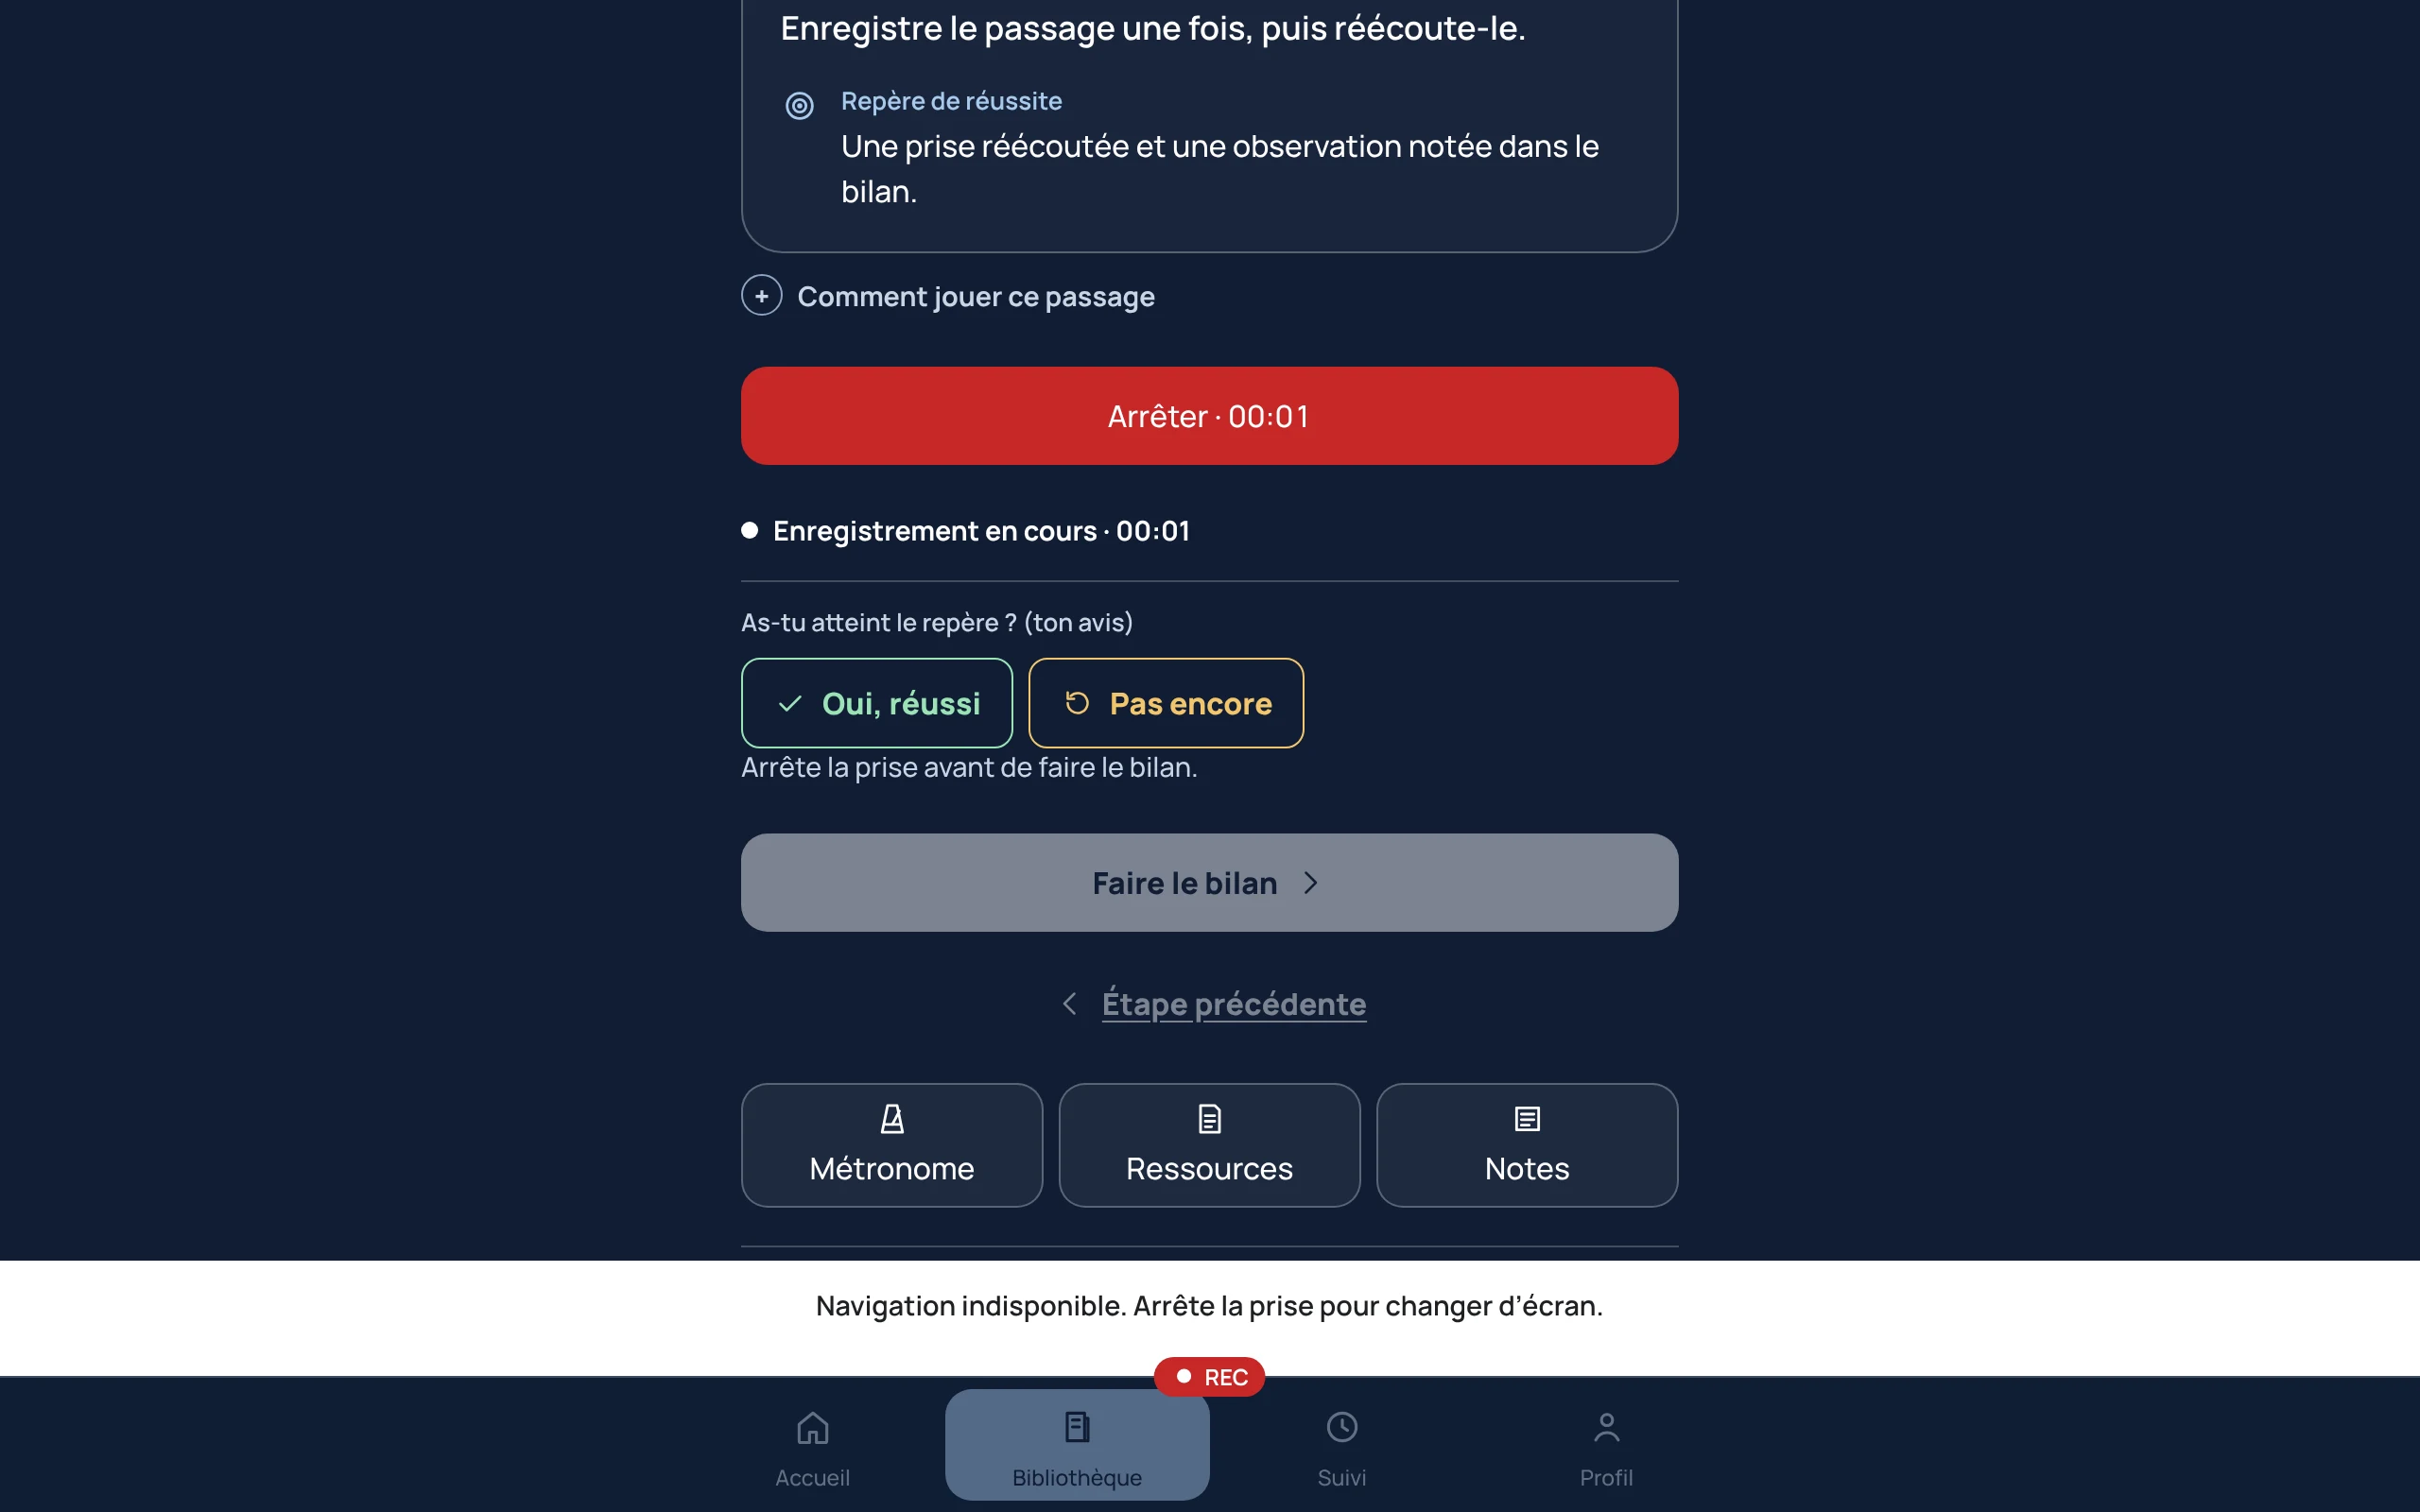 Enregistre le passage une fois, puis réécoute-le.
Repère de réussite
Une prise réécoutée et une observation notée dans le
bilan.
Comment jouer ce passage
Arrêter · 00:01
Enregistrement en cours · 00:01
As-tu atteint le repère ? (ton avis)
Oui, réussi
Pas encore
Arrête la prise avant de faire le bilan.
Faire le bilan
Étape précédente
Métronome
Ressources
Notes
Navigation indisponible. Arrête la prise pour changer d’écran.
REC
Accueil
Bibliothèque
Suivi
Profil